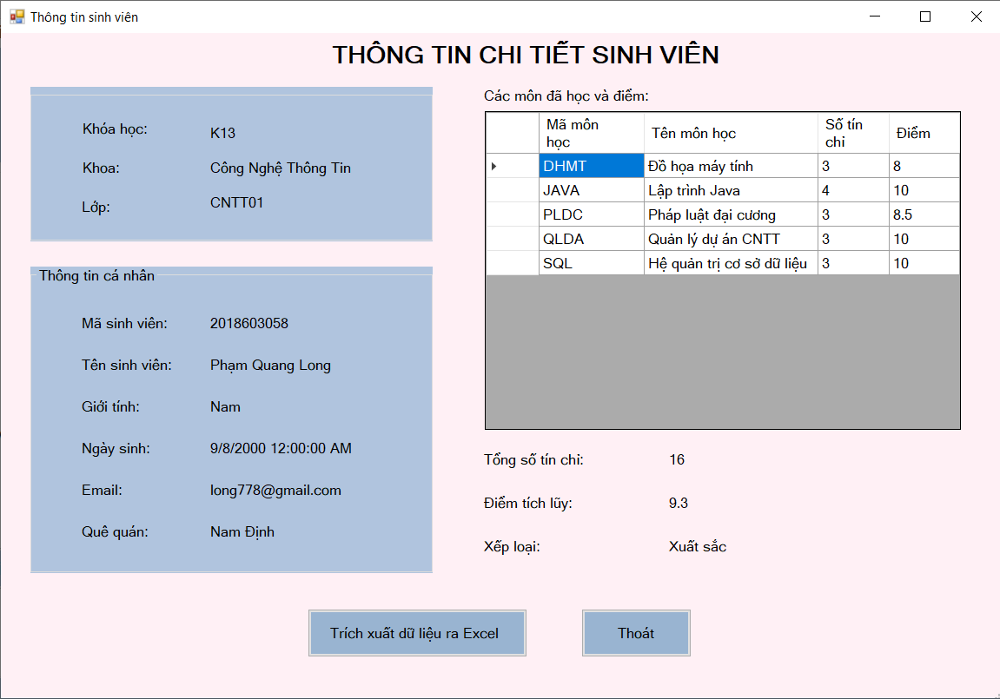 Thông tin sinh viên
THÔNG TIN CHI TIẾT SINH VIÊN
Khóa học: K13
Khoa: Công Nghệ Thông Tin
Lớp: CNTT01
Thông tin cá nhân
Mã sinh viên: 2018603058
Tên sinh viên: Phạm Quang Long
Giới tính: Nam
Ngày sinh: 9/8/2000 12:00:00 AM
Email: long778@gmail.com
Quê quán: Nam Định
Các môn đã học và điểm:
Mã môn học Tên môn học Số tín chỉ Điểm
DHMT Đồ họa máy tính 3 8
JAVA Lập trình Java 4 10
PLDC Pháp luật đại cương 3 8.5
QLDA Quản lý dự án CNTT 3 10
SQL Hệ quản trị cơ sở dữ liệu 3 10
Tổng số tín chỉ: 16
Điểm tích lũy: 9.3
Xếp loại: Xuất sắc
Trích xuất dữ liệu ra Excel
Thoát